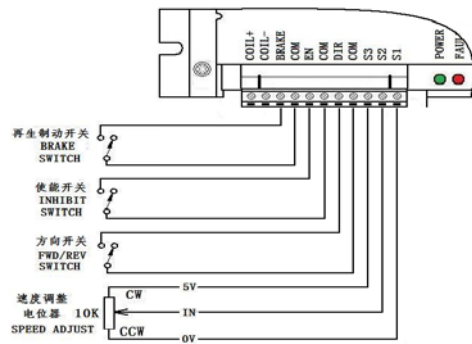 COIL+
COIL-
BRAKE
COM
EN
COM
DIR
COM
S3
S2
S1
POWER
FAUL
再生制动开关
BRAKE
SWITCH
使能开关
INHIBIT
SWITCH
方向开关
FWD/REV
SWITCH
速度调整
电位器 10K
SPEED ADJUST
CW
CCW
5V
IN
0V